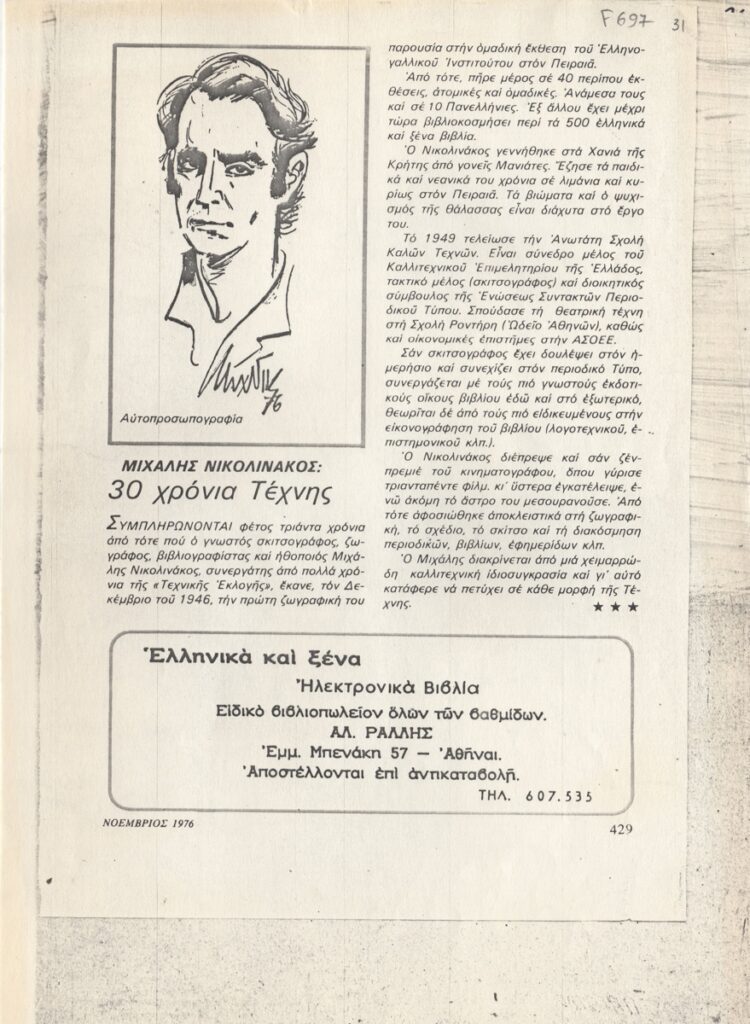 F697 31
Μιχ Νικ
76
Αὐτοπροσωπογραφία
ΜΙΧΑΛΗΣ ΝΙΚΟΛΙΝΑΚΟΣ:
30 χρόνια Τέχνης
ΣΥΜΠΛΗΡΩΝΟΝΤΑΙ φέτος τριάντα χρόνια
ἀπό τότε πού ὁ γνωστός σκιτσογράφος, ζω-
γράφος, βιβλιογραφίστας καί ἠθοποιός Μιχά-
λης Νικολινάκος, συνεργάτης ἀπό πολλά χρό-
νια τῆς «Τεχνικῆς Ἐκλογῆς», ἔκανε, τόν Δε-
κέμβριο τοῦ 1946, τήν πρώτη ζωγραφική του
παρουσία στήν ὁμαδική ἔκθεση τοῦ Ἑλληνο-
γαλλικοῦ Ἰνστιτούτου στόν Πειραιᾶ.
Ἀπό τότε, πῆρε μέρος σέ 40 περίπου ἐκ-
θέσεις, ἀτομικές καί ὁμαδικές. Ἀνάμεσα τους
καί σέ 10 Πανελλήνιες. Ἐξ ἄλλου ἔχει μέχρι
τώρα βιβλιοκοσμήσει περί τά 500 ἑλληνικά
καί ξένα βιβλία.
Ὁ Νικολινάκος γεννήθηκε στά Χανιά τῆς
Κρήτης ἀπό γονεῖς Μανιάτες. Ἔζησε τά παιδι-
κά καί νεανικά του χρόνια σέ λιμάνια καί κυ-
ρίως στόν Πειραιᾶ. Τά βιώματα καί ὁ ψυχι-
σμός τῆς θάλασσας εἶναι διάχυτα στό ἔργο
του.
Τό 1949 τελείωσε τήν Ἀνωτάτη Σχολή
Καλῶν Τεχνῶν. Εἶναι σύνεδρο μέλος τοῦ
Καλλιτεχνικοῦ Ἐπιμελητηρίου τῆς Ἑλλάδος,
τακτικό μέλος (σκιτσογράφος) καί διοικητικός
σύμβουλος τῆς Ἑνώσεως Συντακτῶν Περιο-
δικοῦ Τύπου. Σπούδασε τή θεατρική τέχνη
στή Σχολή Ροντήρη (Ὠδεῖο Ἀθηνῶν), καθώς
καί οἰκονομικές ἐπιστῆμες στήν ΑΣΟΕΕ.
Σάν σκιτσογράφος ἔχει δουλέψει στόν ἡ-
μερήσιο καί συνεχίζει στόν περιοδικό Τύπο,
συνεργάζεται μέ τούς πιό γνωστούς ἐκδοτι-
κούς οἴκους βιβλίου ἐδῶ καί στό ἐξωτερικό,
θεωρῖται δέ ἀπό τούς πιό εἰδικευμένους στήν
εἰκονογράφηση τοῦ βιβλίου (λογοτεχνικοῦ, ἐ-
πιστημονικοῦ κλπ.).
Ὁ Νικολινάκος διέπρεψε καί σάν ζέν-
πρεμιέ τοῦ κινηματογράφου, ὅπου γύρισε
τριανταπέντε φίλμ. κι᾽ ὕστερα ἐγκατέλειψε, ἐ-
νῶ ἀκόμη τό ἄστρο του μεσουρανοῦσε. Ἀπό
τότε ἀφοσιώθηκε ἀποκλειστικά στή ζωγραφι-
κή, τό σχέδιο, τό σκίτσο καί τή διακόσμηση
περιοδικῶν, βιβλίων, ἐφημερίδων κλπ.
Ὁ Μιχάλης διακρίνεται ἀπό μιά χειμαρρώ-
δη καλλιτεχνική ἰδιοσυγκρασία καί γι᾽ αὐτό
κατάφερε νά πετύχει σέ κάθε μορφή τῆς Τέ-
χνης. ★★★
Ἑλληνικὰ καὶ ξένα
Ἠλεκτρονικὰ Βιβλία
Εἰδικὸ βιβλιοπωλεῖον ὅλων τῶν βαθμίδων.
ΑΛ. ΡΑΛΛΗΣ
Ἐμμ. Μπενάκη 57 – Ἀθῆναι.
Ἀποστέλλονται ἐπὶ ἀντικαταβολῇ.
ΤΗΛ. 607.535
ΝΟΕΜΒΡΙΟΣ 1976
429